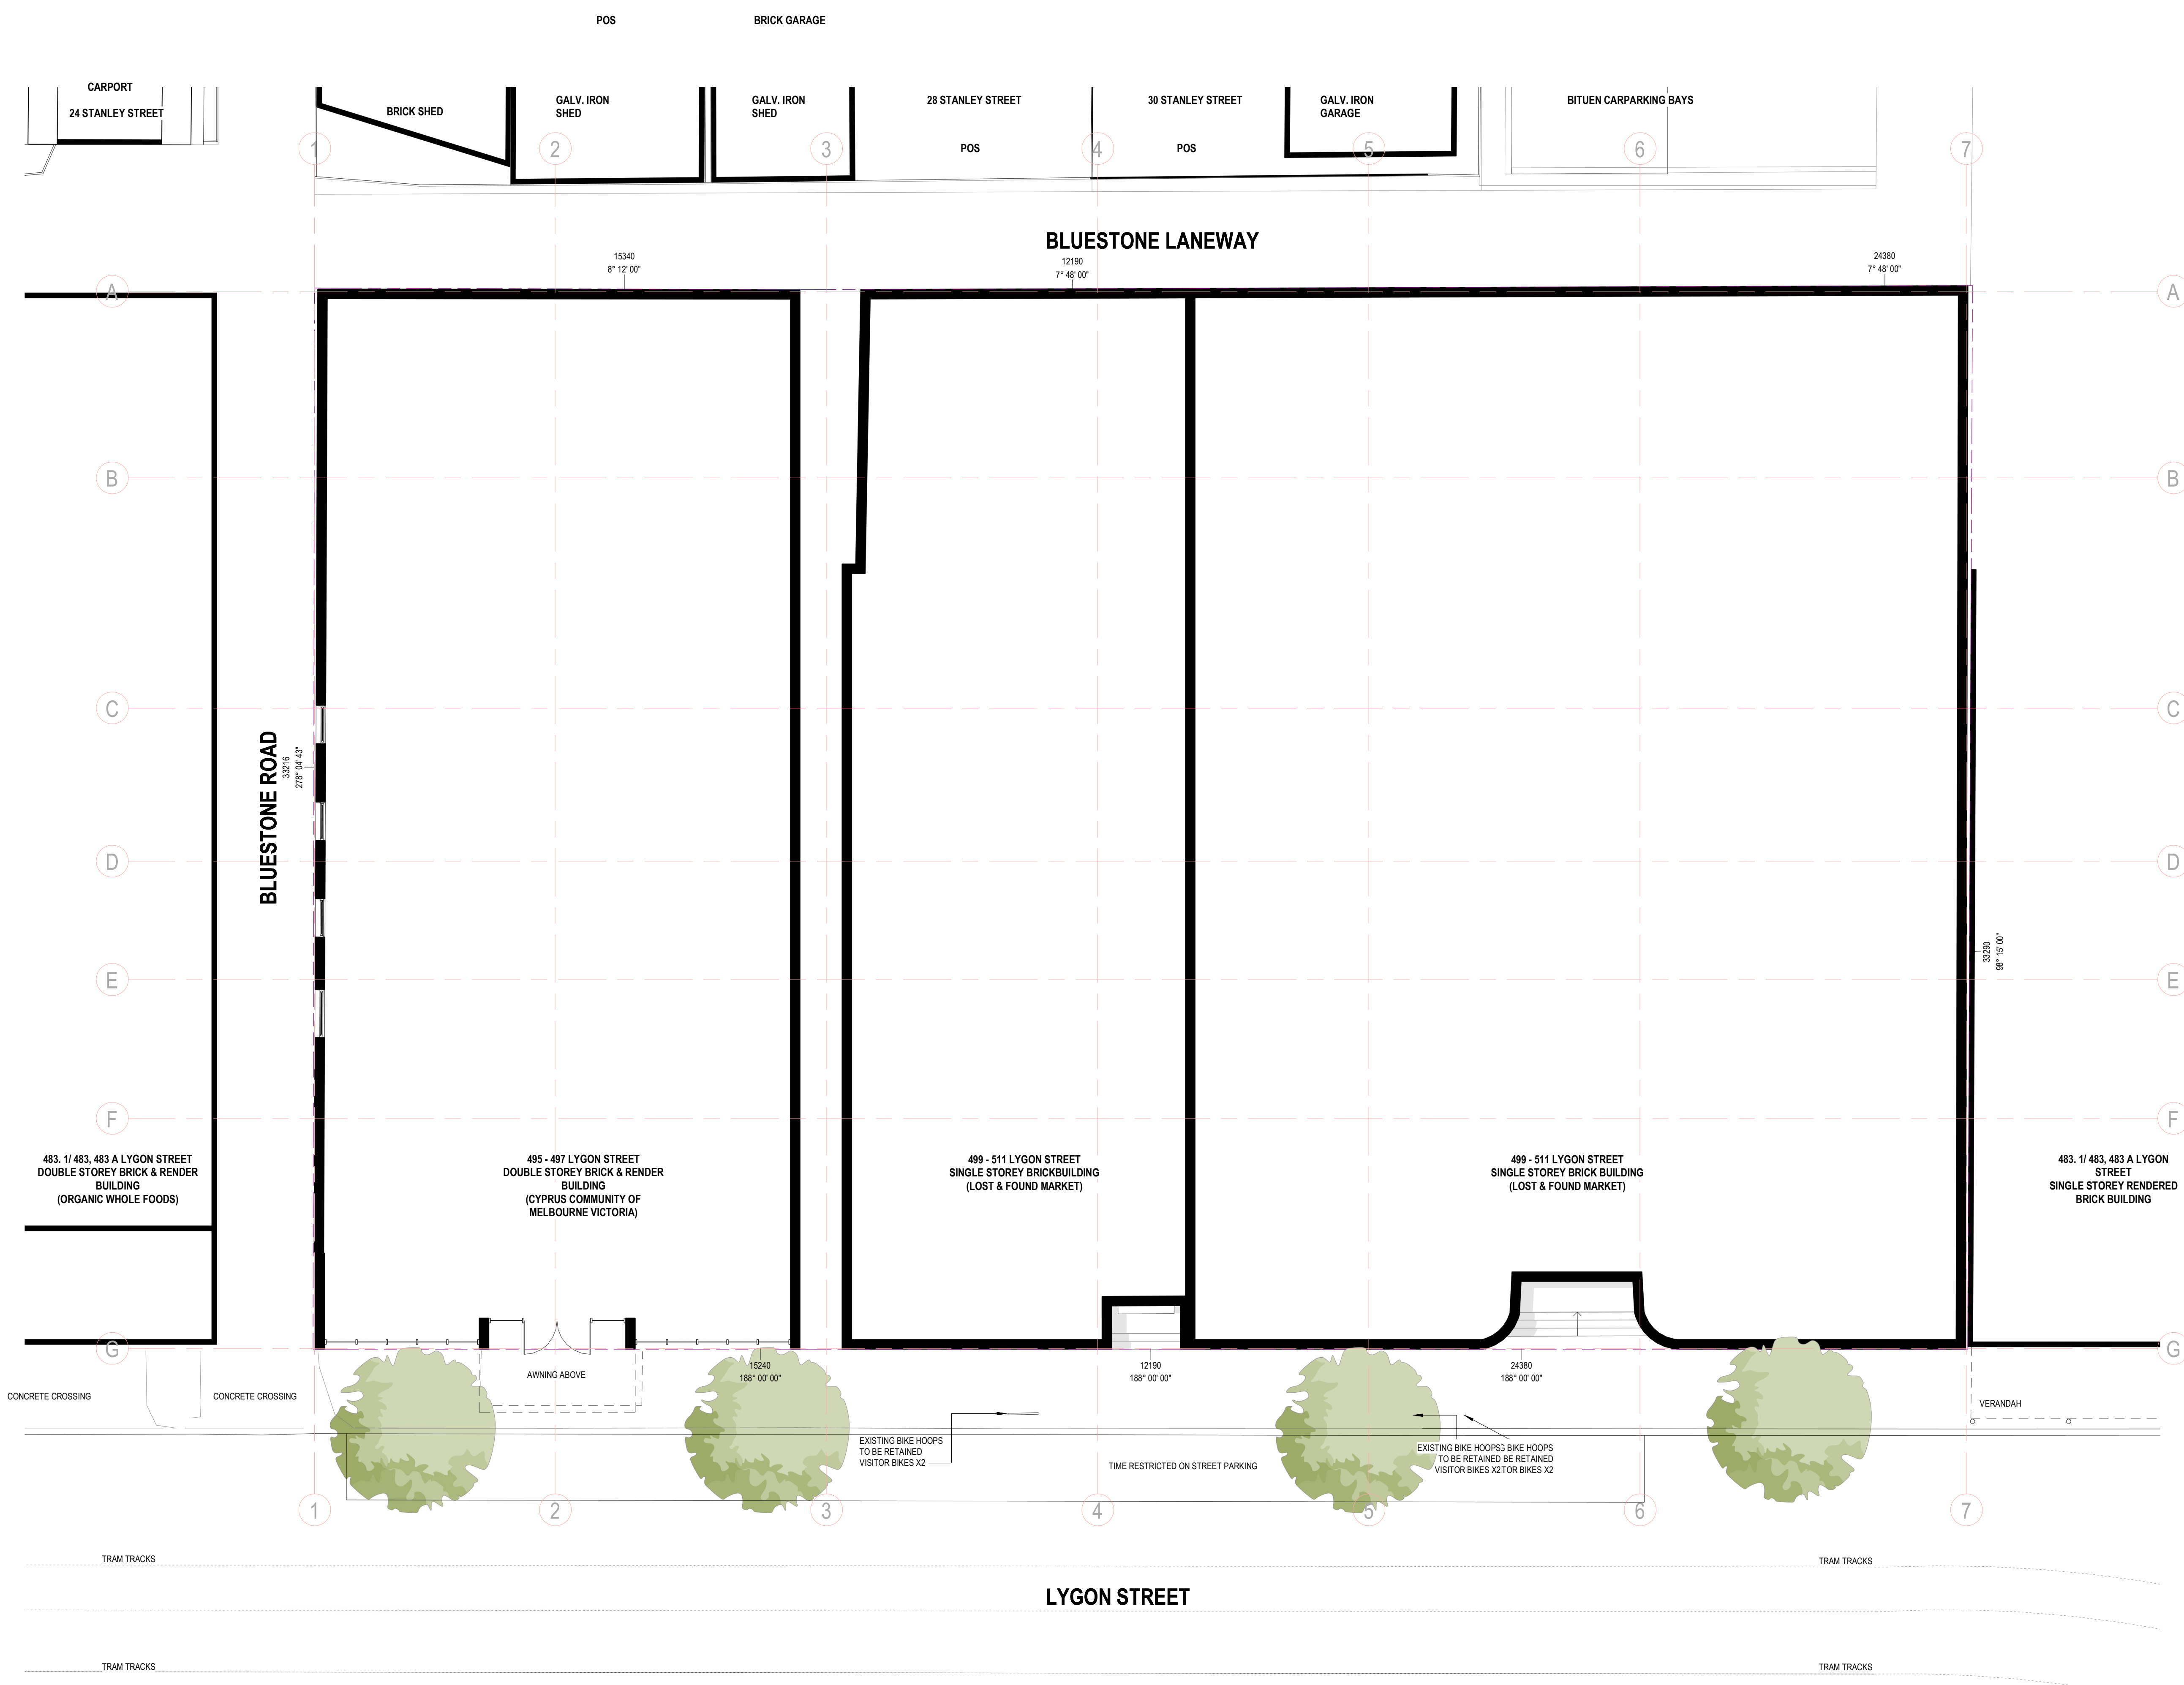 POS
BRICK GARAGE
CARPORT
24 STANLEY STREET
BRICK SHED
GALV. IRON
SHED
GALV. IRON
SHED
28 STANLEY STREET
POS
30 STANLEY STREET
POS
GALV. IRON
GARAGE
BITUEN CARPARKING BAYS
1
2
3
4
5
6
7
BLUESTONE LANEWAY
15340
8° 12' 00"
12190
7° 48' 00"
24380
7° 48' 00"
A
A
B
B
C
C
BLUESTONE ROAD
33216
278° 04' 43"
D
D
33290
98° 15' 00"
E
E
F
F
483. 1/ 483, 483 A LYGON STREET
DOUBLE STOREY BRICK & RENDER
BUILDING
(ORGANIC WHOLE FOODS)
495 - 497 LYGON STREET
DOUBLE STOREY BRICK & RENDER
BUILDING
(CYPRUS COMMUNITY OF
MELBOURNE VICTORIA)
499 - 511 LYGON STREET
SINGLE STOREY BRICKBUILDING
(LOST & FOUND MARKET)
499 - 511 LYGON STREET
SINGLE STOREY BRICK BUILDING
(LOST & FOUND MARKET)
483. 1/ 483, 483 A LYGON
STREET
SINGLE STOREY RENDERED
BRICK BUILDING
G
G
15240
188° 00' 00"
12190
188° 00' 00"
24380
188° 00' 00"
AWNING ABOVE
CONCRETE CROSSING
CONCRETE CROSSING
VERANDAH
EXISTING BIKE HOOPS
TO BE RETAINED
VISITOR BIKES X2
TIME RESTRICTED ON STREET PARKING
EXISTING BIKE HOOPS BIKE HOOPS
TO BE RETAINED BE RETAINED
VISITOR BIKES X2 TOR BIKES X2
1
2
3
4
5
6
7
TRAM TRACKS
TRAM TRACKS
LYGON STREET
TRAM TRACKS
TRAM TRACKS